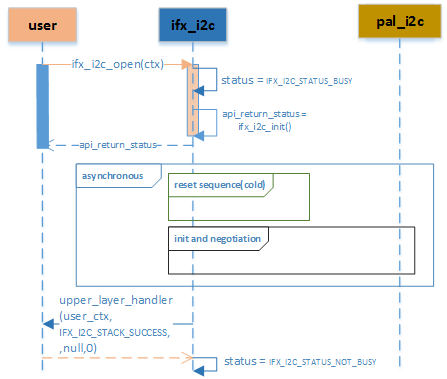 user
ifx_i2c
pal_i2c
ifx_i2c_open(ctx)
status = IFX_I2C_STATUS_BUSY
api_return_status=
ifx_i2c_init()
api_return_status
asynchronous
reset sequence(cold)
init and negotiation
upper_layer_handler
(user_ctx,
IFX_I2C_STACK_SUCCESS,
,null,0)
status = IFX_I2C_STATUS_NOT_BUSY